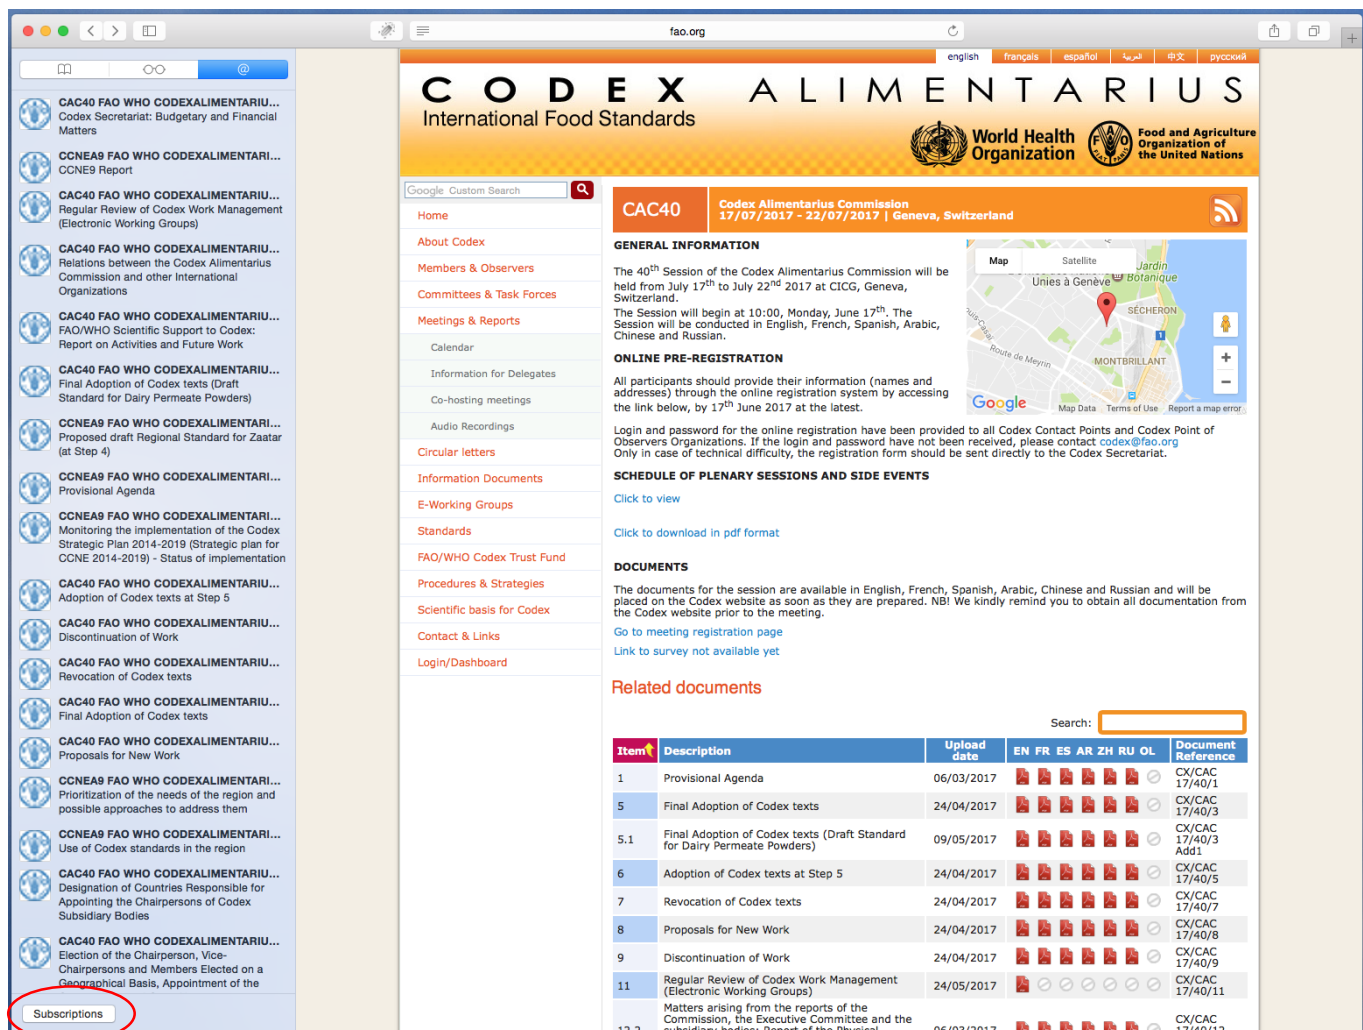 fao.org
@
CAC40 FAO WHO CODEXALIMENTARIU...
Codex Secretariat: Budgetary and Financial
Matters
CCNEA9 FAO WHO CODEXALIMENTARI...
CCNE9 Report
CAC40 FAO WHO CODEXALIMENTARIU...
Regular Review of Codex Work Management
(Electronic Working Groups)
CAC40 FAO WHO CODEXALIMENTARIU...
Relations between the Codex Alimentarius
Commission and other International
Organizations
CAC40 FAO WHO CODEXALIMENTARIU...
FAO/WHO Scientific Support to Codex:
Report on Activities and Future Work
CAC40 FAO WHO CODEXALIMENTARIU...
Final Adoption of Codex texts (Draft
Standard for Dairy Permeate Powders)
CCNEA9 FAO WHO CODEXALIMENTARI...
Proposed draft Regional Standard for Zaatar
(at Step 4)
CCNEA9 FAO WHO CODEXALIMENTARI...
Provisional Agenda
CCNEA9 FAO WHO CODEXALIMENTARI...
Monitoring the implementation of the Codex
Strategic Plan 2014-2019 (Strategic plan for
CCNE 2014-2019) - Status of implementation
CAC40 FAO WHO CODEXALIMENTARIU...
Adoption of Codex texts at Step 5
CAC40 FAO WHO CODEXALIMENTARIU...
Discontinuation of Work
CAC40 FAO WHO CODEXALIMENTARIU...
Revocation of Codex texts
CAC40 FAO WHO CODEXALIMENTARIU...
Final Adoption of Codex texts
CAC40 FAO WHO CODEXALIMENTARIU...
Proposals for New Work
CCNEA9 FAO WHO CODEXALIMENTARI...
Prioritization of the needs of the region and
possible approaches to address them
CCNEA9 FAO WHO CODEXALIMENTARI...
Use of Codex standards in the region
CAC40 FAO WHO CODEXALIMENTARIU...
Designation of Countries Responsible for
Appointing the Chairpersons of Codex
Subsidiary Bodies
CAC40 FAO WHO CODEXALIMENTARIU...
Election of the Chairperson, Vice-
Chairpersons and Members Elected on a
Geographical Basis, Appointment of the
Subscriptions
english français español العربية 中文 русский
CODEX ALIMENTARIUS
International Food Standards
World Health
Organization
Food and Agriculture
Organization of
the United Nations
Google Custom Search
Home
About Codex
Members & Observers
Committees & Task Forces
Meetings & Reports
Calendar
Information for Delegates
Co-hosting meetings
Audio Recordings
Circular letters
Information Documents
E-Working Groups
Standards
FAO/WHO Codex Trust Fund
Procedures & Strategies
Scientific basis for Codex
Contact & Links
Login/Dashboard
CAC40
Codex Alimentarius Commission
17/07/2017 - 22/07/2017 | Geneva, Switzerland
GENERAL INFORMATION
The 40th Session of the Codex Alimentarius Commission will be
held from July 17th to July 22nd 2017 at CICG, Geneva,
Switzerland.
The Session will begin at 10:00, Monday, June 17th. The
Session will be conducted in English, French, Spanish, Arabic,
Chinese and Russian.
ONLINE PRE-REGISTRATION
All participants should provide their information (names and
addresses) through the online registration system by accessing
the link below, by 17th June 2017 at the latest.
Map Satellite
Jardin
Botanique
Unies à Genève
SÉCHERON
Route de Meyrin
MONTBRILLANT
1
+
−
Google
Map Data Terms of Use Report a map error
Login and password for the online registration have been provided to all Codex Contact Points and Codex Point of
Observers Organizations. If the login and password have not been received, please contact codex@fao.org
Only in case of technical difficulty, the registration form should be sent directly to the Codex Secretariat.
SCHEDULE OF PLENARY SESSIONS AND SIDE EVENTS
Click to view
Click to download in pdf format
DOCUMENTS
The documents for the session are available in English, French, Spanish, Arabic, Chinese and Russian and will be
placed on the Codex website as soon as they are prepared. NB! We kindly remind you to obtain all documentation from
the Codex website prior to the meeting.
Go to meeting registration page
Link to survey not available yet
Related documents
Search:
Item Description Upload date EN FR ES AR ZH RU OL Document Reference
1 Provisional Agenda 06/03/2017 CX/CAC 17/40/1
5 Final Adoption of Codex texts 24/04/2017 CX/CAC 17/40/3
5.1 Final Adoption of Codex texts (Draft Standard for Dairy Permeate Powders) 09/05/2017 CX/CAC 17/40/3 Add1
6 Adoption of Codex texts at Step 5 24/04/2017 CX/CAC 17/40/5
7 Revocation of Codex texts 24/04/2017 CX/CAC 17/40/7
8 Proposals for New Work 24/04/2017 CX/CAC 17/40/8
9 Discontinuation of Work 24/04/2017 CX/CAC 17/40/9
11 Regular Review of Codex Work Management (Electronic Working Groups) 24/05/2017 CX/CAC 17/40/11
Matters arising from the reports of the
Commission, the Executive Committee and the
subsidiary bodies: Report of the Physical 06/03/2017 CX/CAC 17/40/12